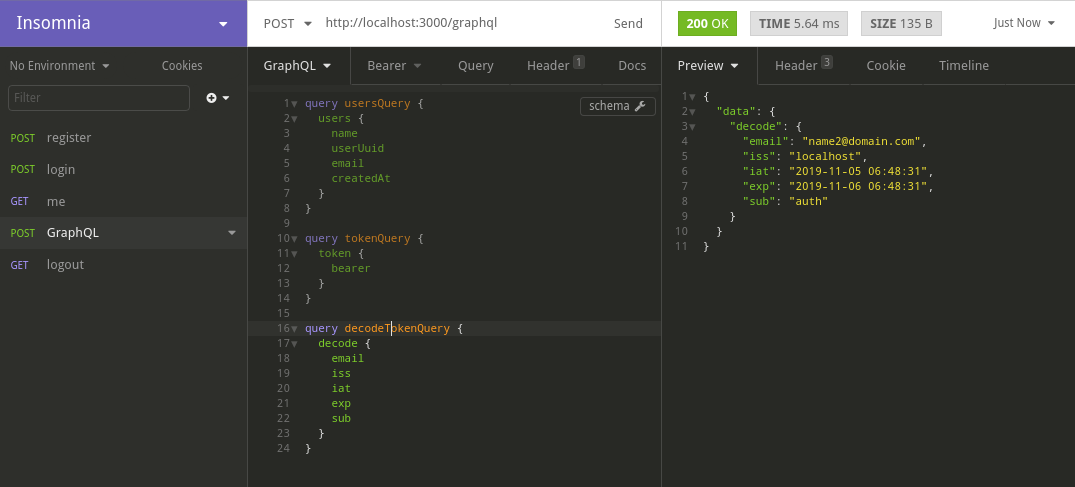 Insomnia
POST http://localhost:3000/graphql Send
200 OK TIME 5.64 ms SIZE 135 B Just Now
No Environment Cookies
Filter
POST register
POST login
GET me
POST GraphQL
GET logout
GraphQL Bearer Query Header 1 Docs
schema
1 query usersQuery {
2 users {
3 name
4 userUuid
5 email
6 createdAt
7 }
8 }
9
10 query tokenQuery {
11 token {
12 bearer
13 }
14 }
15
16 query decodeTokenQuery {
17 decode {
18 email
19 iss
20 iat
21 exp
22 sub
23 }
24 }
Preview Header 3 Cookie Timeline
1 {
2 "data": {
3 "decode": {
4 "email": "name2@domain.com",
5 "iss": "localhost",
6 "iat": "2019-11-05 06:48:31",
7 "exp": "2019-11-06 06:48:31",
8 "sub": "auth"
9 }
10 }
11 }